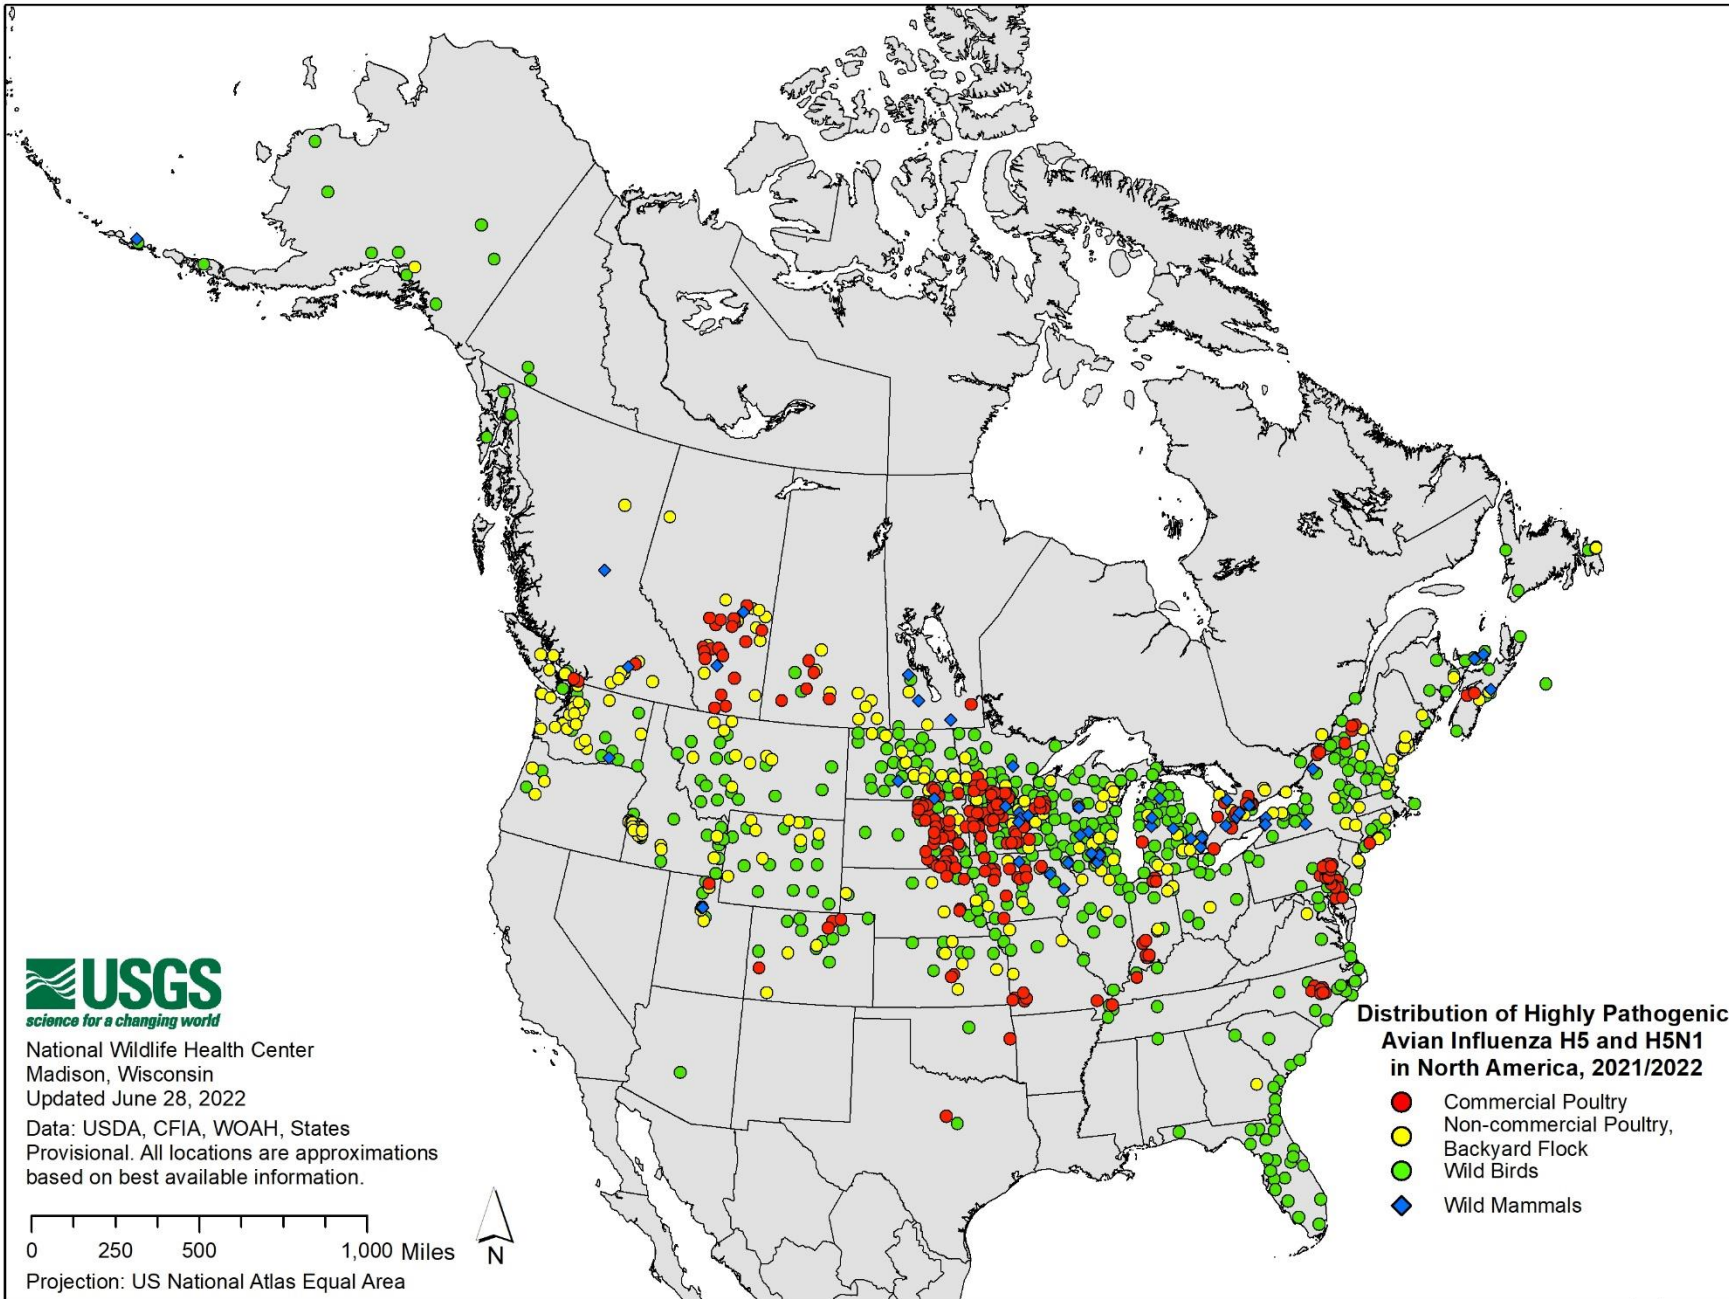 USGS
science for a changing world
National Wildlife Health Center
Madison, Wisconsin
Updated June 28, 2022
Data: USDA, CFIA, WOAH, States
Provisional. All locations are approximations
based on best available information.
0 250 500 1,000 Miles
Projection: US National Atlas Equal Area
N
Distribution of Highly Pathogenic
Avian Influenza H5 and H5N1
in North America, 2021/2022
Commercial Poultry
Non-commercial Poultry,
Backyard Flock
Wild Birds
Wild Mammals